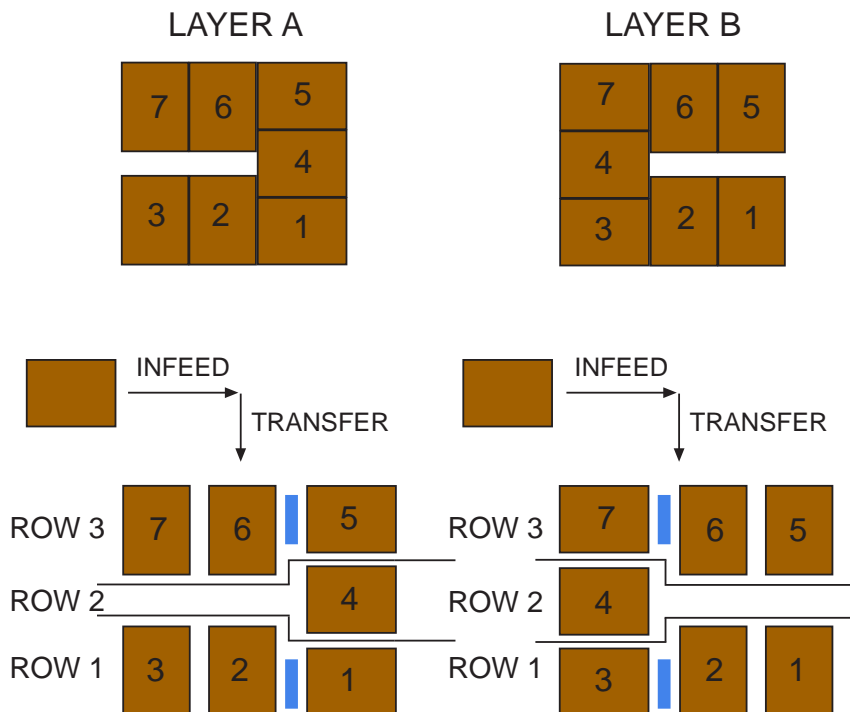 LAYER A
7 6 5
4
3 2 1
LAYER B
7 6 5
4
3 2 1
INFEED
TRANSFER
INFEED
TRANSFER
ROW 3 7 6 5
ROW 2 4
ROW 1 3 2 1
ROW 3 7 6 5
ROW 2 4
ROW 1 3 2 1